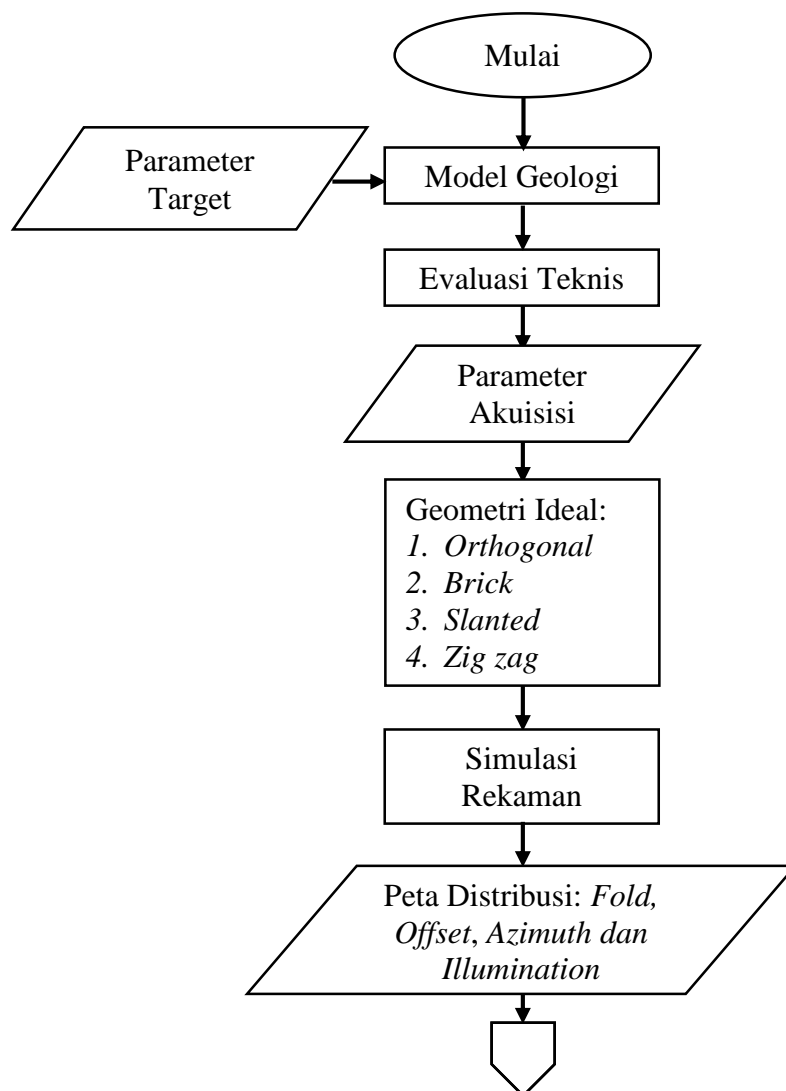 Mulai
Parameter
Target
Model Geologi
Evaluasi Teknis
Parameter
Akuisisi
Geometri Ideal:
1. Orthogonal
2. Brick
3. Slanted
4. Zig zag
Simulasi
Rekaman
Peta Distribusi: Fold,
Offset, Azimuth dan
Illumination